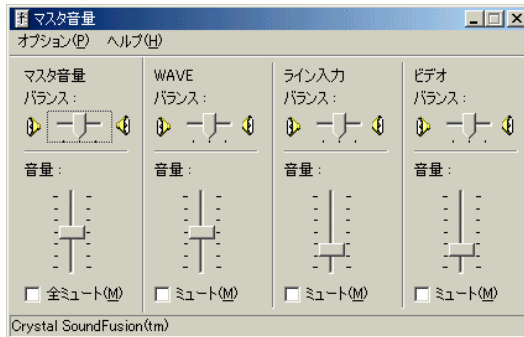 マスタ音量
オプション(P) ヘルプ(H)
マスタ音量
バランス:
音量:
全ミュート(M)
WAVE
バランス:
音量:
ミュート(M)
ライン入力
バランス:
音量:
ミュート(M)
ビデオ
バランス:
音量:
ミュート(M)
Crystal SoundFusion(tm)